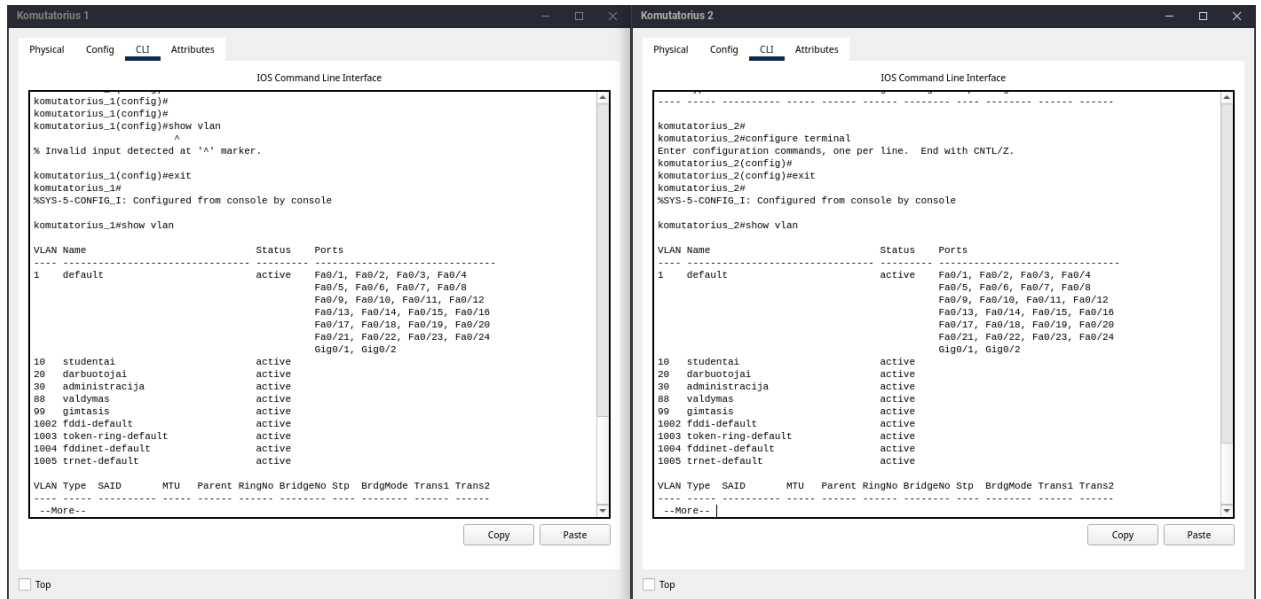 Komutatorius 1
Physical Config CLI Attributes
IOS Command Line Interface
komutatorius_1(config)#
komutatorius_1(config)#
komutatorius_1(config)#show vlan
^
% Invalid input detected at '^' marker.
komutatorius_1(config)#exit
komutatorius_1#
%SYS-5-CONFIG_I: Configured from console by console
komutatorius_1#show vlan
VLAN Name Status Ports
---- -------------------------------- --------- -------------------------------
1 default active Fa0/1, Fa0/2, Fa0/3, Fa0/4
Fa0/5, Fa0/6, Fa0/7, Fa0/8
Fa0/9, Fa0/10, Fa0/11, Fa0/12
Fa0/13, Fa0/14, Fa0/15, Fa0/16
Fa0/17, Fa0/18, Fa0/19, Fa0/20
Fa0/21, Fa0/22, Fa0/23, Fa0/24
Gig0/1, Gig0/2
10 studentai active
20 darbuotojai active
30 administracija active
88 valdymas active
99 gimtasis active
1002 fddi-default active
1003 token-ring-default active
1004 fddinet-default active
1005 trnet-default active
VLAN Type SAID MTU Parent RingNo BridgeNo Stp BrdgMode Trans1 Trans2
---- ----- ---------- ----- ------ ------ -------- ---- -------- ------ ------
--More--
Copy Paste
Top
Komutatorius 2
Physical Config CLI Attributes
IOS Command Line Interface
---- ----- ---------- ----- ------ ------ -------- ---- -------- ------ ------
komutatorius_2#
komutatorius_2#configure terminal
Enter configuration commands, one per line. End with CNTL/Z.
komutatorius_2(config)#
komutatorius_2(config)#exit
komutatorius_2#
%SYS-5-CONFIG_I: Configured from console by console
komutatorius_2#show vlan
VLAN Name Status Ports
---- -------------------------------- --------- -------------------------------
1 default active Fa0/1, Fa0/2, Fa0/3, Fa0/4
Fa0/5, Fa0/6, Fa0/7, Fa0/8
Fa0/9, Fa0/10, Fa0/11, Fa0/12
Fa0/13, Fa0/14, Fa0/15, Fa0/16
Fa0/17, Fa0/18, Fa0/19, Fa0/20
Fa0/21, Fa0/22, Fa0/23, Fa0/24
Gig0/1, Gig0/2
10 studentai active
20 darbuotojai active
30 administracija active
88 valdymas active
99 gimtasis active
1002 fddi-default active
1003 token-ring-default active
1004 fddinet-default active
1005 trnet-default active
VLAN Type SAID MTU Parent RingNo BridgeNo Stp BrdgMode Trans1 Trans2
---- ----- ---------- ----- ------ ------ -------- ---- -------- ------ ------
--More--
Copy Paste
Top